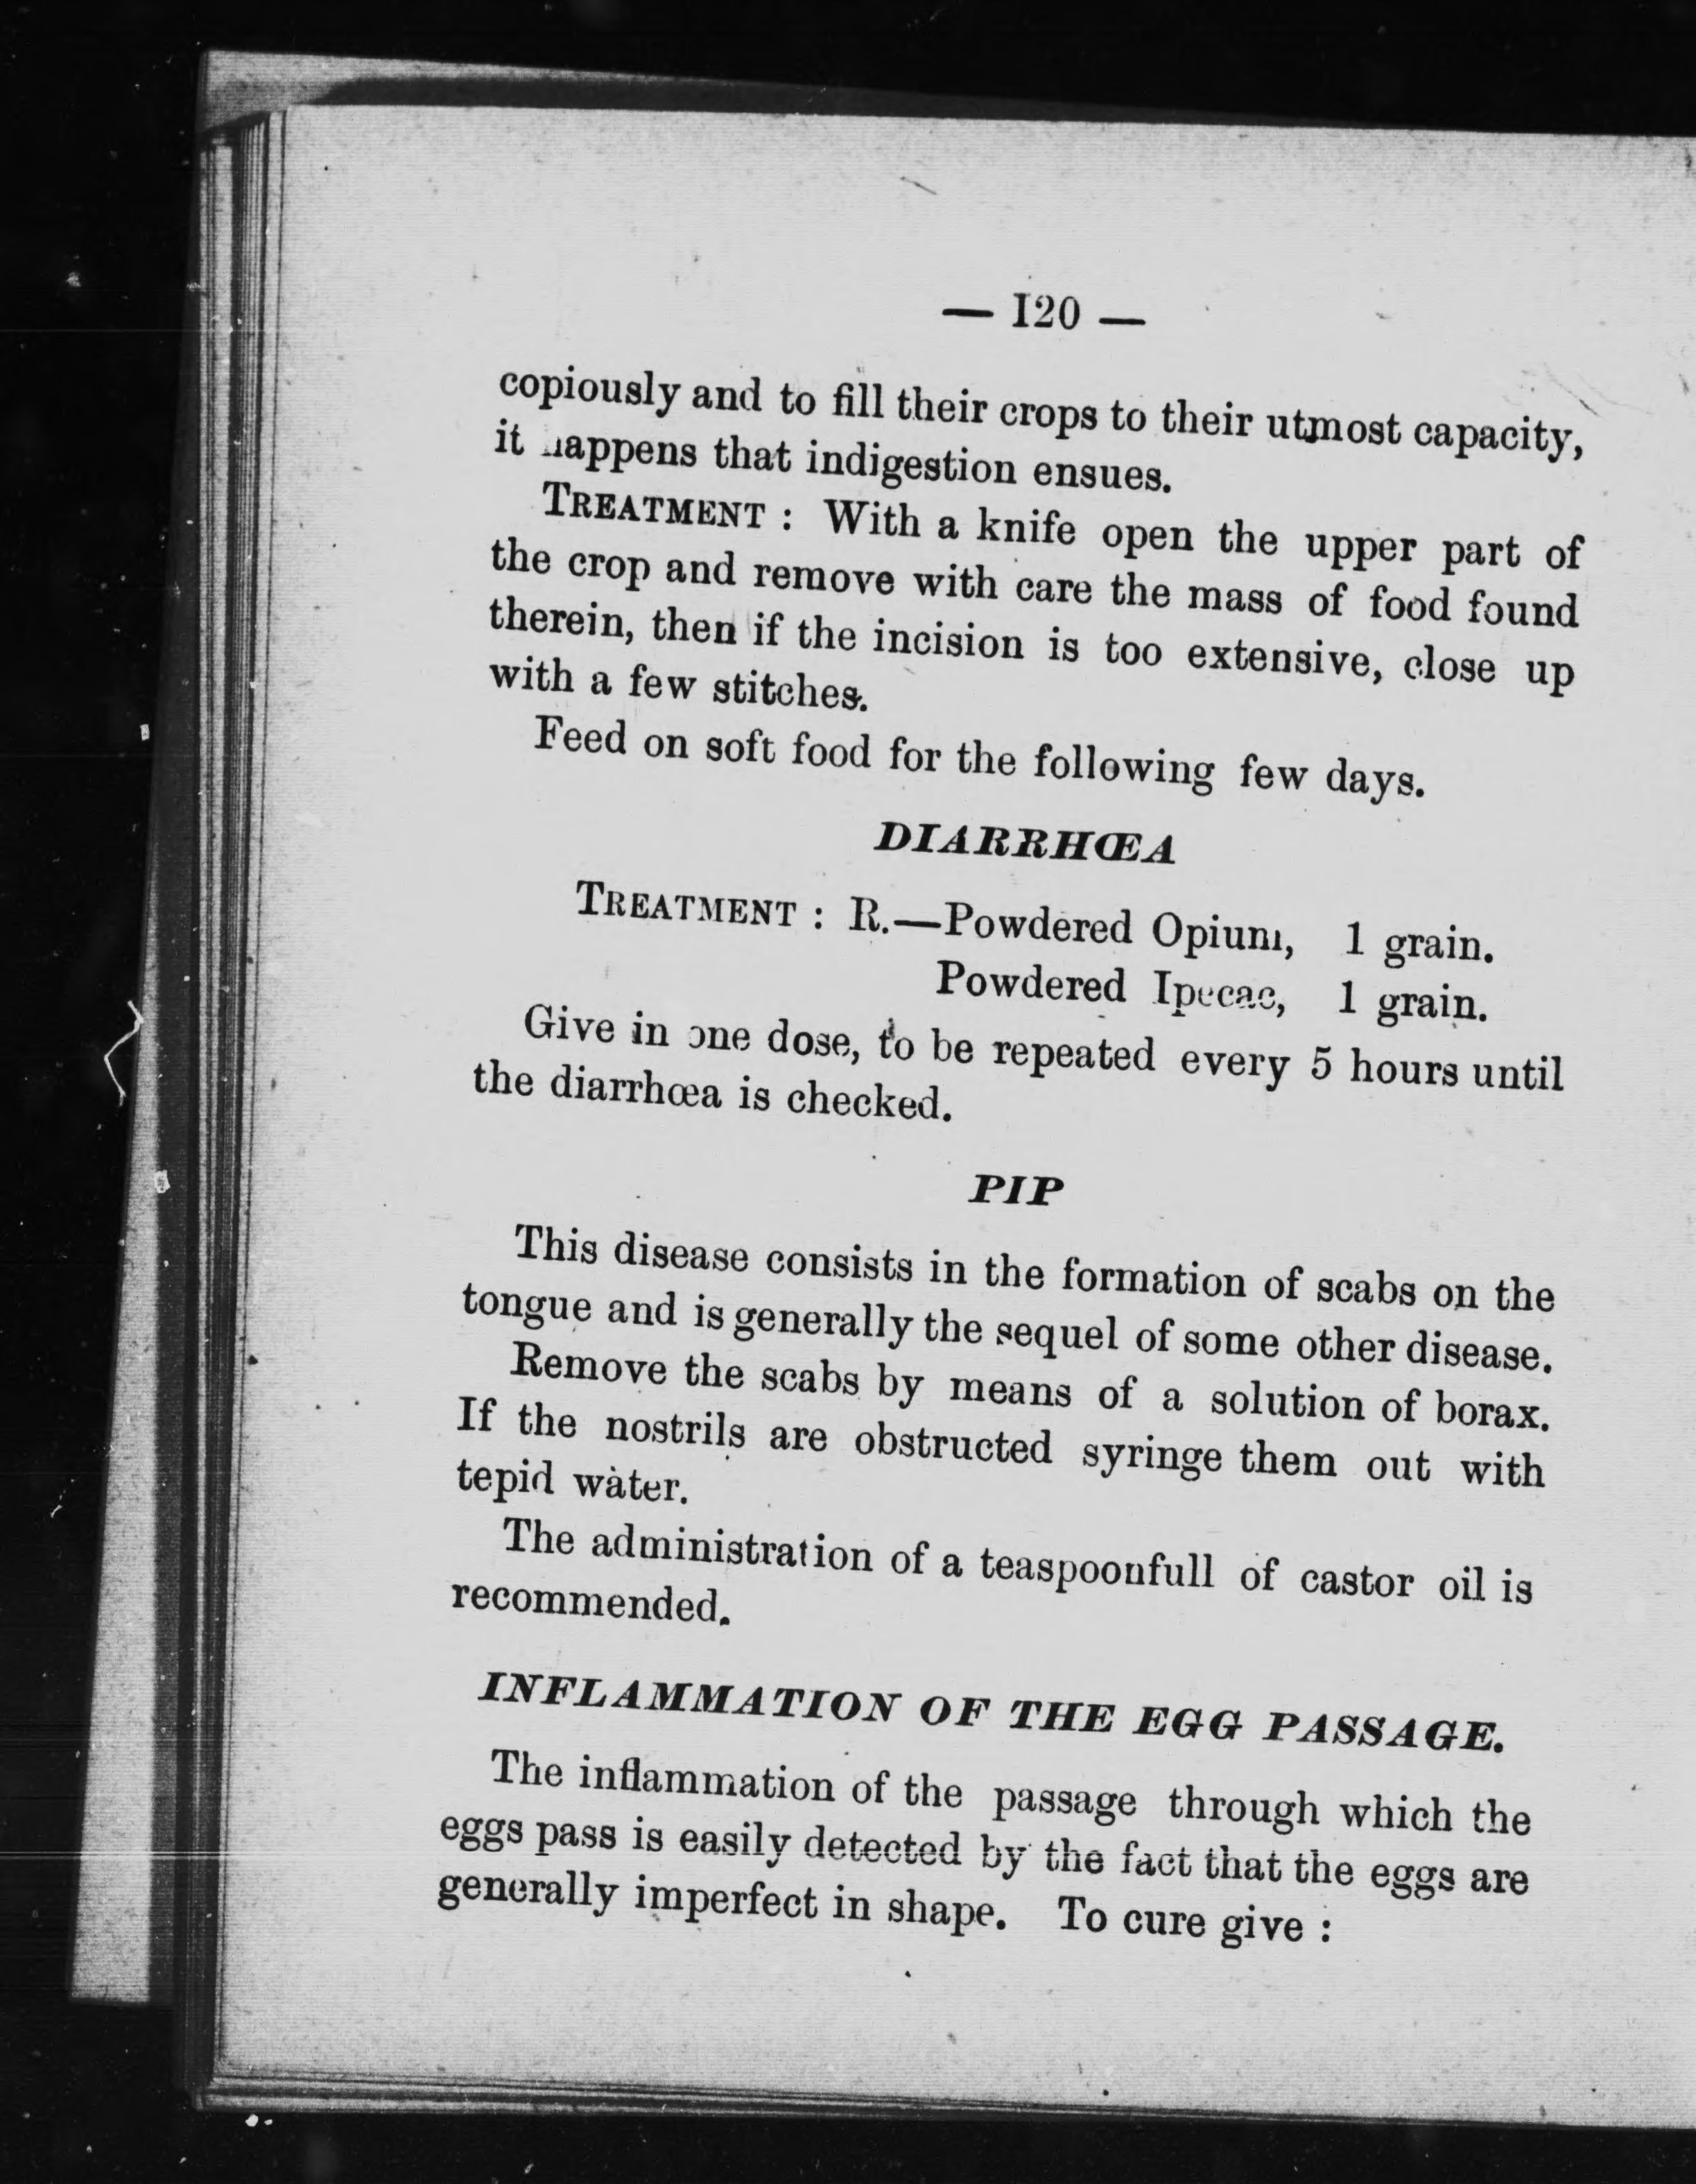 — 120 —
copiously and to fill their crops to their utmost capacity,
it happens that indigestion ensues.
TREATMENT : With a knife open the upper part of
the crop and remove with care the mass of food found
therein, then if the incision is too extensive, close up
with a few stitches.
Feed on soft food for the following few days.
DIARRHŒA
TREATMENT : R.—Powdered Opium, 1 grain.
Powdered Ipecac, 1 grain.
Give in one dose, to be repeated every 5 hours until
the diarrhœa is checked.
PIP
This disease consists in the formation of scabs on the
tongue and is generally the sequel of some other disease.
Remove the scabs by means of a solution of borax.
If the nostrils are obstructed syringe them out with
tepid water.
The administration of a teaspoonfull of castor oil is
recommended.
INFLAMMATION OF THE EGG PASSAGE.
The inflammation of the passage through which the
eggs pass is easily detected by the fact that the eggs are
generally imperfect in shape. To cure give :